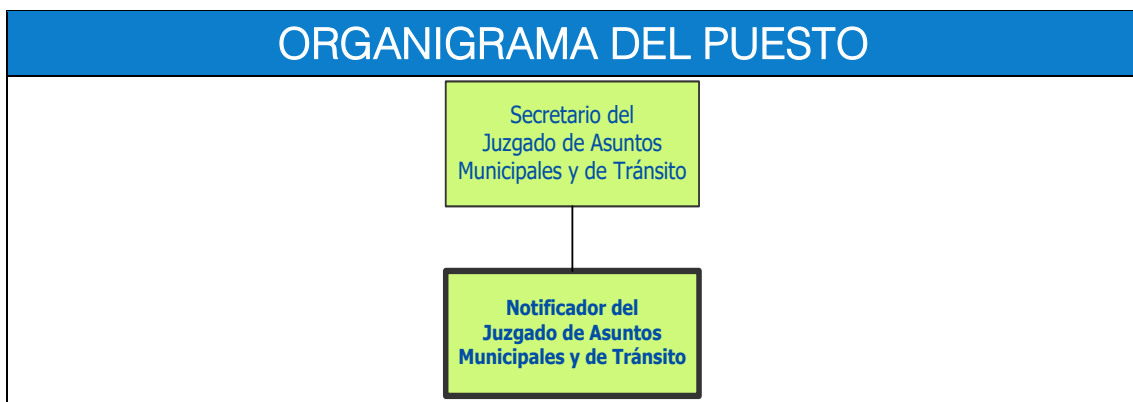 ORGANIGRAMA DEL PUESTO
Secretario del
Juzgado de Asuntos
Municipales y de Tránsito
Notificador del
Juzgado de Asuntos
Municipales y de Tránsito